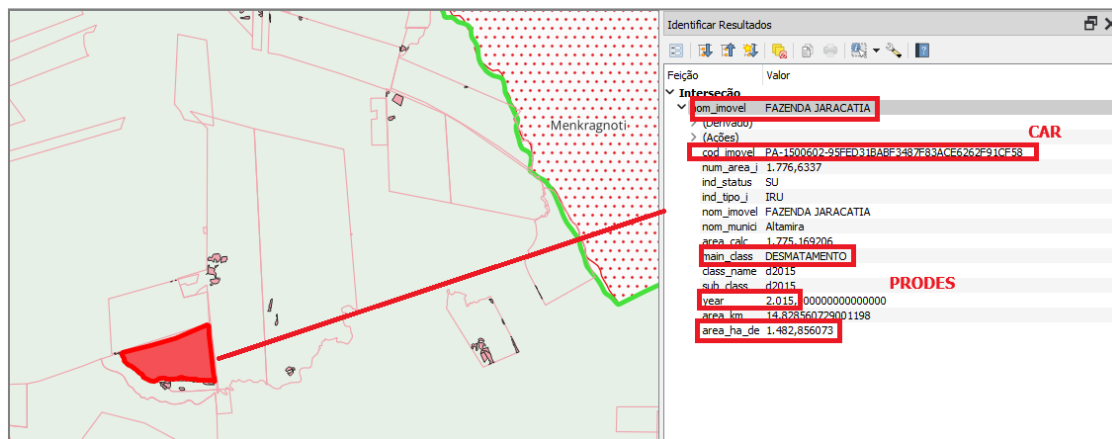 Menkragnoti
Identificar Resultados
Feição Valor
Interseção
nom_imovel FAZENDA JARACATIA
(Derivado)
(Ações)
CAR
cod_imovel PA-1500602-95FED31BABF3487F83ACE6262F91CF58
num_area_i 1.776,6337
ind_status SU
ind_tipo_i IRU
nom_imovel FAZENDA JARACATIA
nom_munici Altamira
area_calc 1.775,169206
main_class DESMATAMENTO
class_name d2015
sub_class d2015
PRODES
year 2.015,000000000000000
area_km 14.828560729001198
area_ha_de 1.482,856073